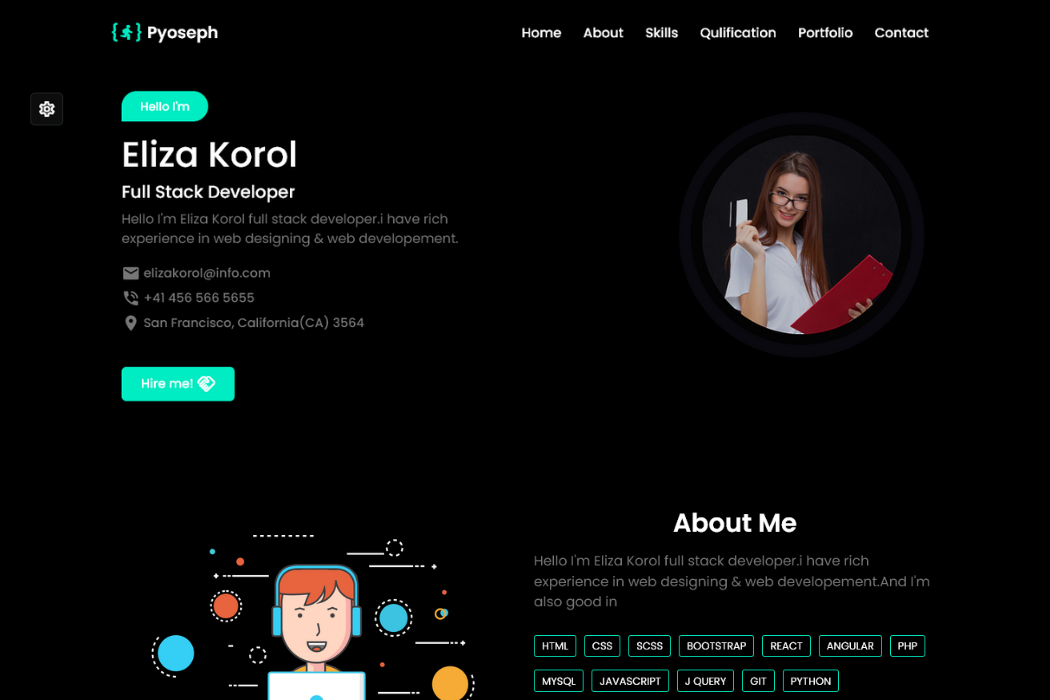 Pyoseph
Home About Skills Qulification Portfolio Contact
Hello I'm
Eliza Korol
Full Stack Developer
Hello I'm Eliza Korol full stack developer.i have rich
experience in web designing & web developement.
elizakorol@info.com
+41 456 566 5655
San Francisco, California(CA) 3564
Hire me!
About Me
Hello I'm Eliza Korol full stack developer.i have rich
experience in web designing & web developement.And I'm
also good in
HTML CSS SCSS BOOTSTRAP REACT ANGULAR PHP
MYSQL JAVASCRIPT J QUERY GIT PYTHON